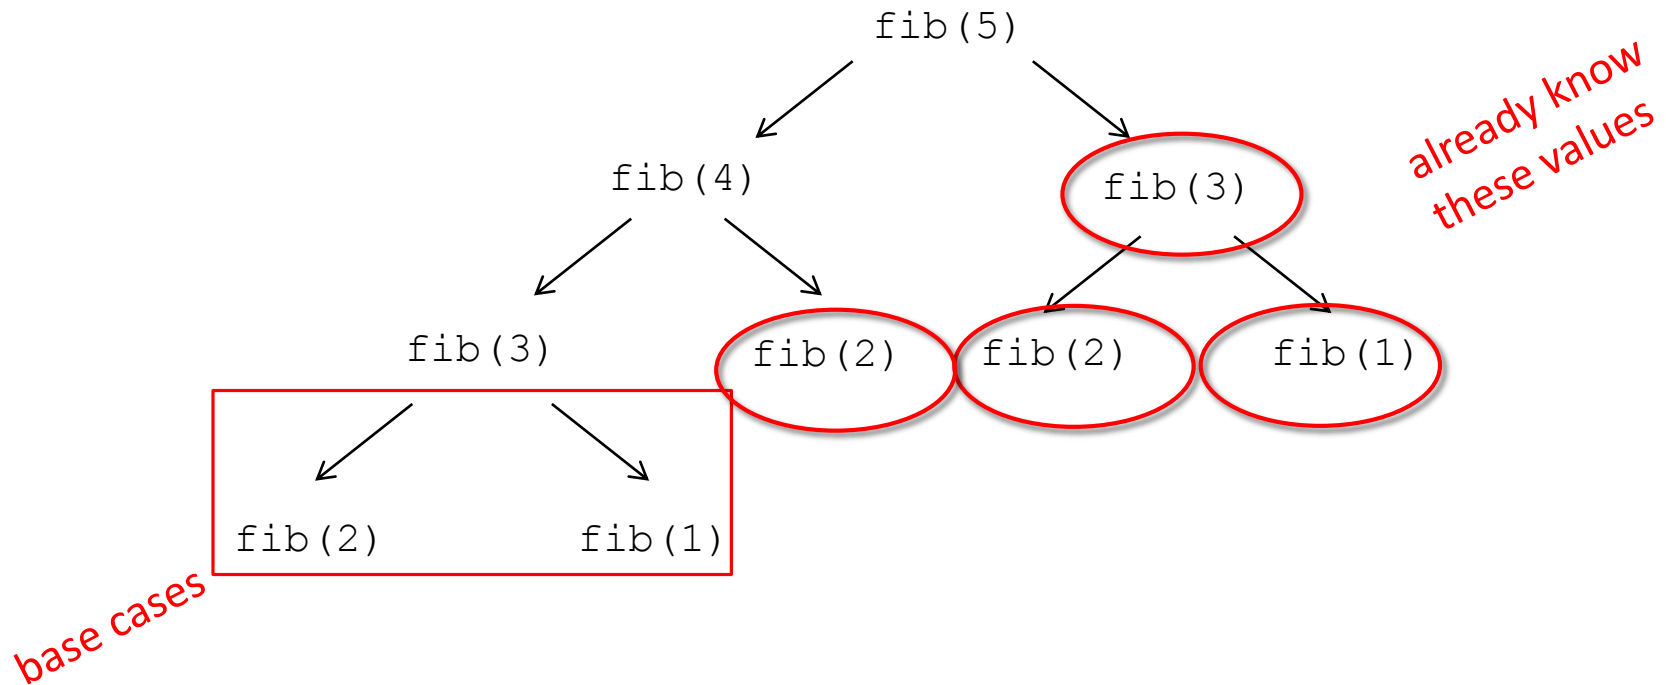 fib(5)
already know
these values
fib(4)
fib(3)
fib(3)
fib(2)
fib(2)
fib(1)
fib(2)
fib(1)
base cases